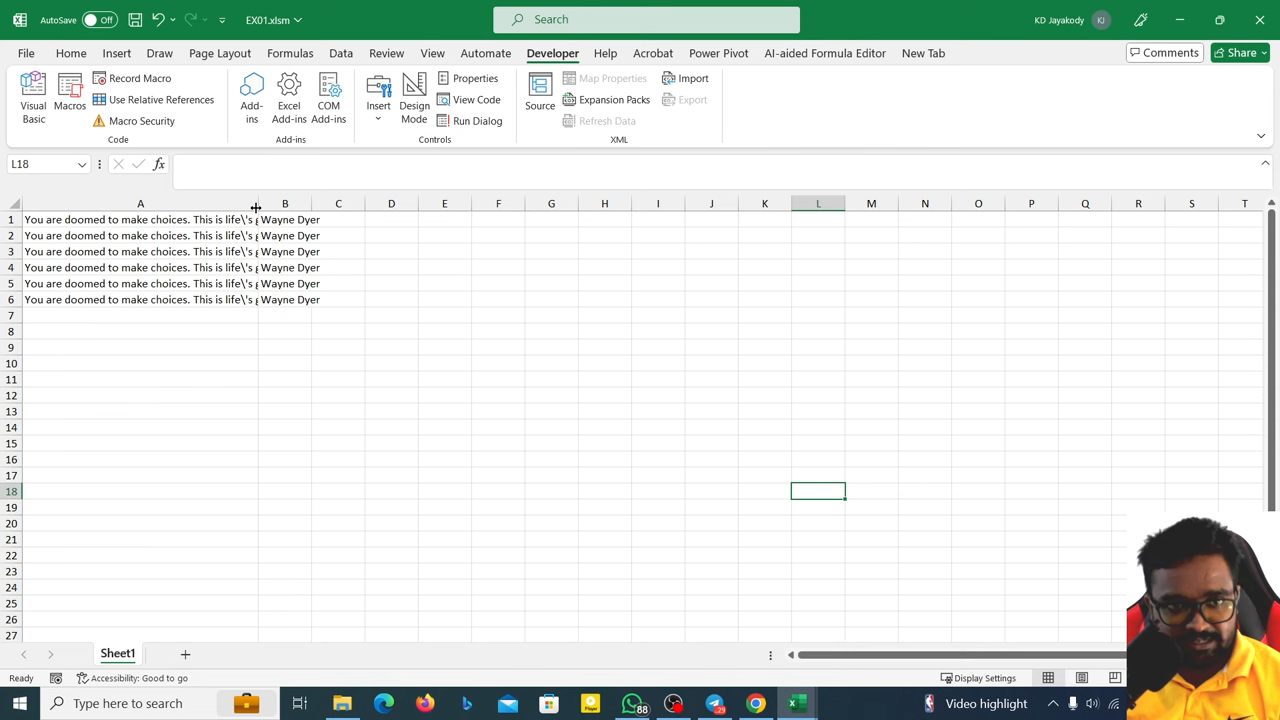 AutoSave Off EX01.xlsm Search KD Jayakody KJ
File Home Insert Draw Page Layout Formulas Data Review View Automate Developer Help Acrobat Power Pivot AI-aided Formula Editor New Tab Comments Share
Visual Basic
Macros
Record Macro
Use Relative References
Macro Security
Code
Add-ins
Excel Add-ins
COM Add-ins
Add-ins
Insert
Design Mode
Properties
View Code
Run Dialog
Controls
Source
Map Properties
Expansion Packs
Refresh Data
Import
Export
XML
L18 fx
A B C D E F G H I J K L M N O P Q R S T
1 You are doomed to make choices. This is life\'s g Wayne Dyer
2 You are doomed to make choices. This is life\'s g Wayne Dyer
3 You are doomed to make choices. This is life\'s g Wayne Dyer
4 You are doomed to make choices. This is life\'s g Wayne Dyer
5 You are doomed to make choices. This is life\'s g Wayne Dyer
6 You are doomed to make choices. This is life\'s g Wayne Dyer
7
8
9
10
11
12
13
14
15
16
17
18
19
20
21
22
23
24
25
26
27
Sheet1
Ready Accessibility: Good to go Display Settings
Type here to search 88 Video highlight